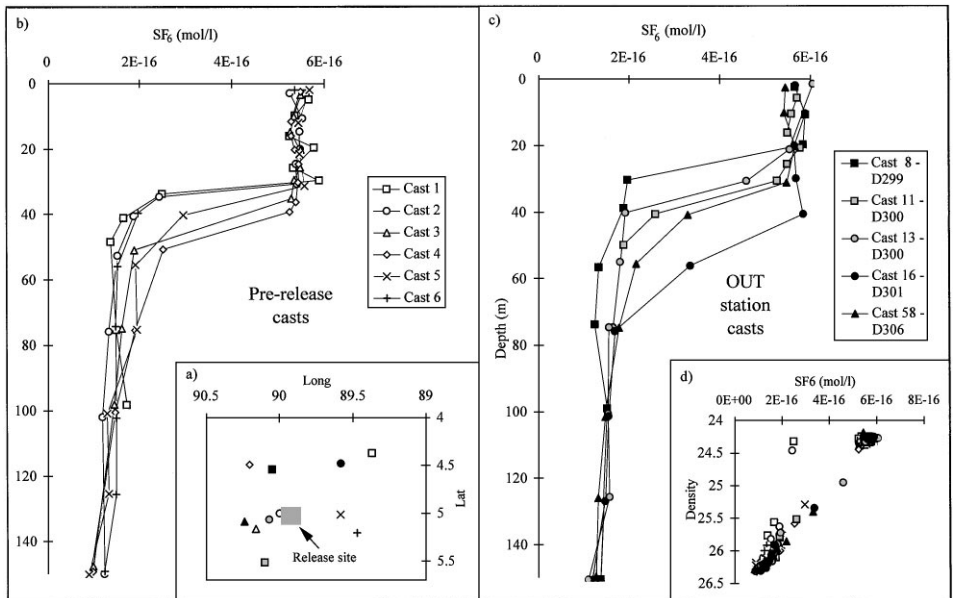 b)
SF6 (mol/l)
0 2E-16 4E-16 6E-16
0
20
40
60
80
100
120
140
Cast 1
Cast 2
Cast 3
Cast 4
Cast 5
Cast 6
Pre-release
casts
a)
Long
90.5 90 89.5 89
4
4.5
5
5.5
Lat
Release site
c)
SF6 (mol/l)
0 2E-16 4E-16 6E-16
0
20
40
60
80
100
120
140
Depth (m)
Cast 8 -
D299
Cast 11 -
D300
Cast 13 -
D300
Cast 16 -
D301
Cast 58 -
D306
OUT
station
casts
d)
SF6 (mol/l)
0E+00 2E-16 4E-16 6E-16 8E-16
24
24.5
25
25.5
26
26.5
Density